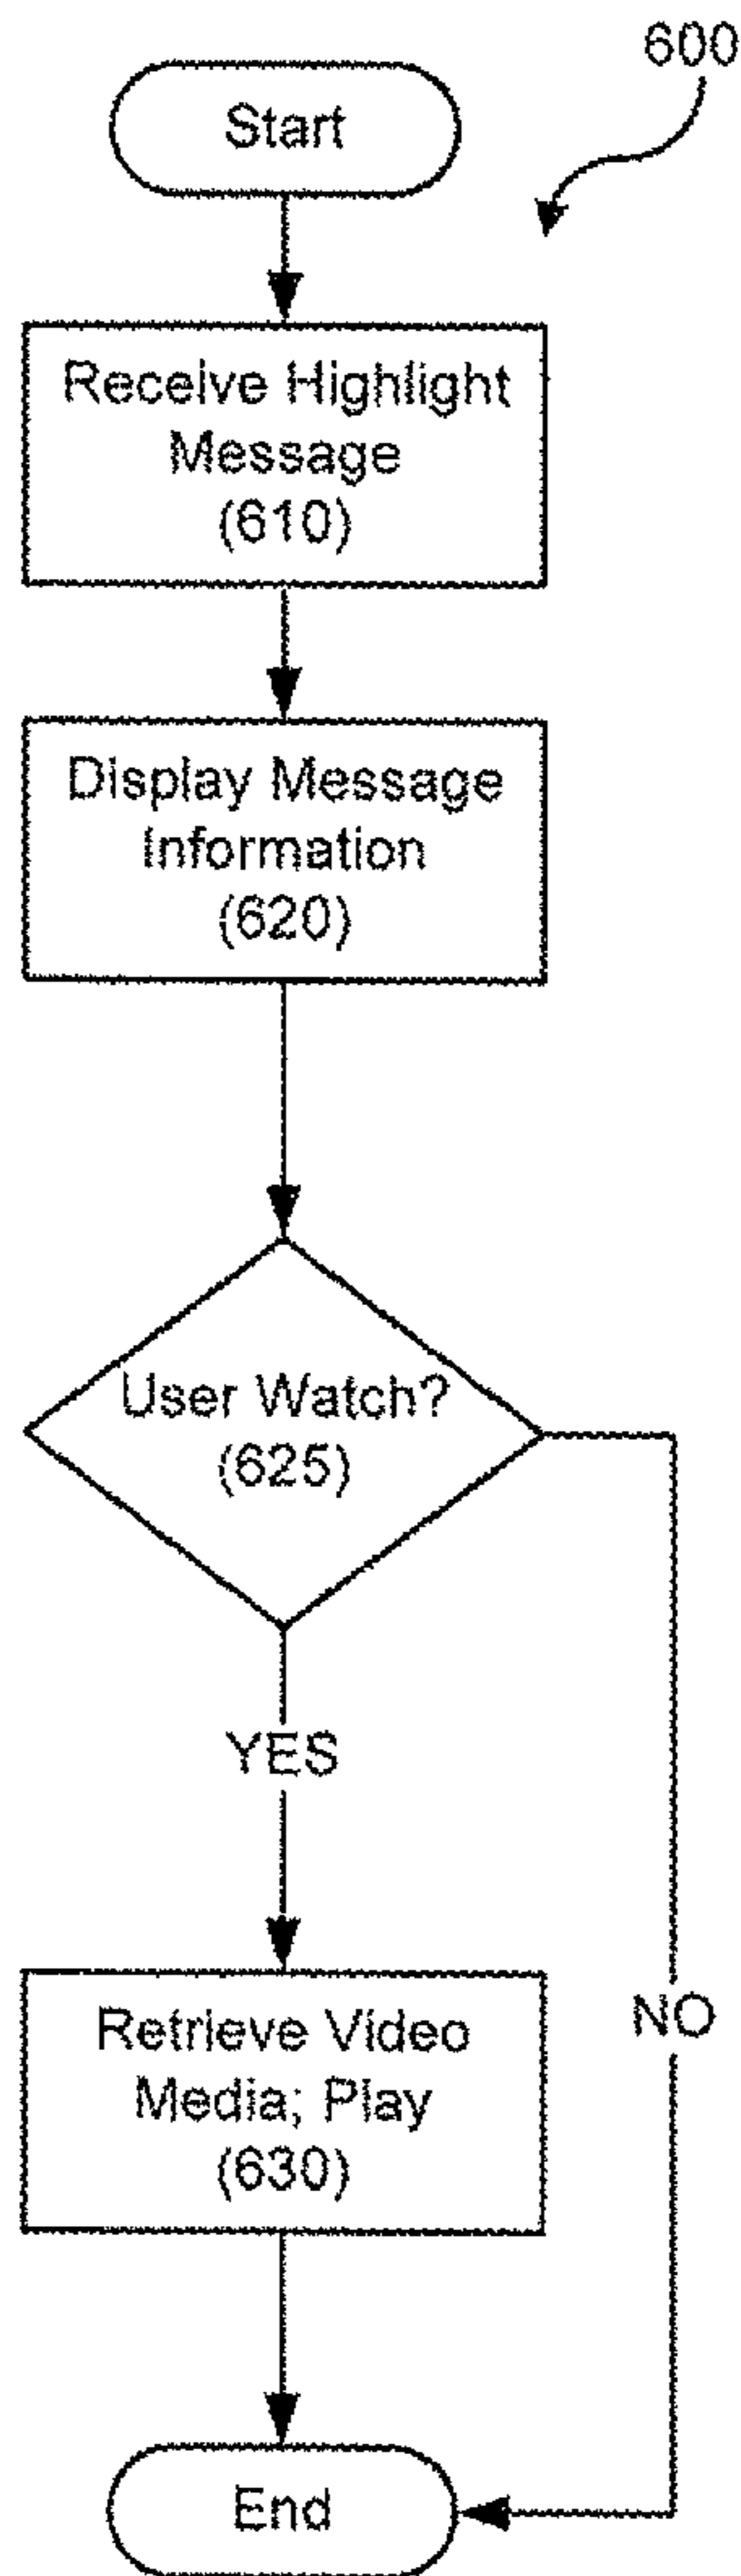 600
Start
Receive Highlight
Message
(610)
Display Message
Information
(620)
User Watch?
(625)
YES
Retrieve Video
Media; Play
(630)
NO
End